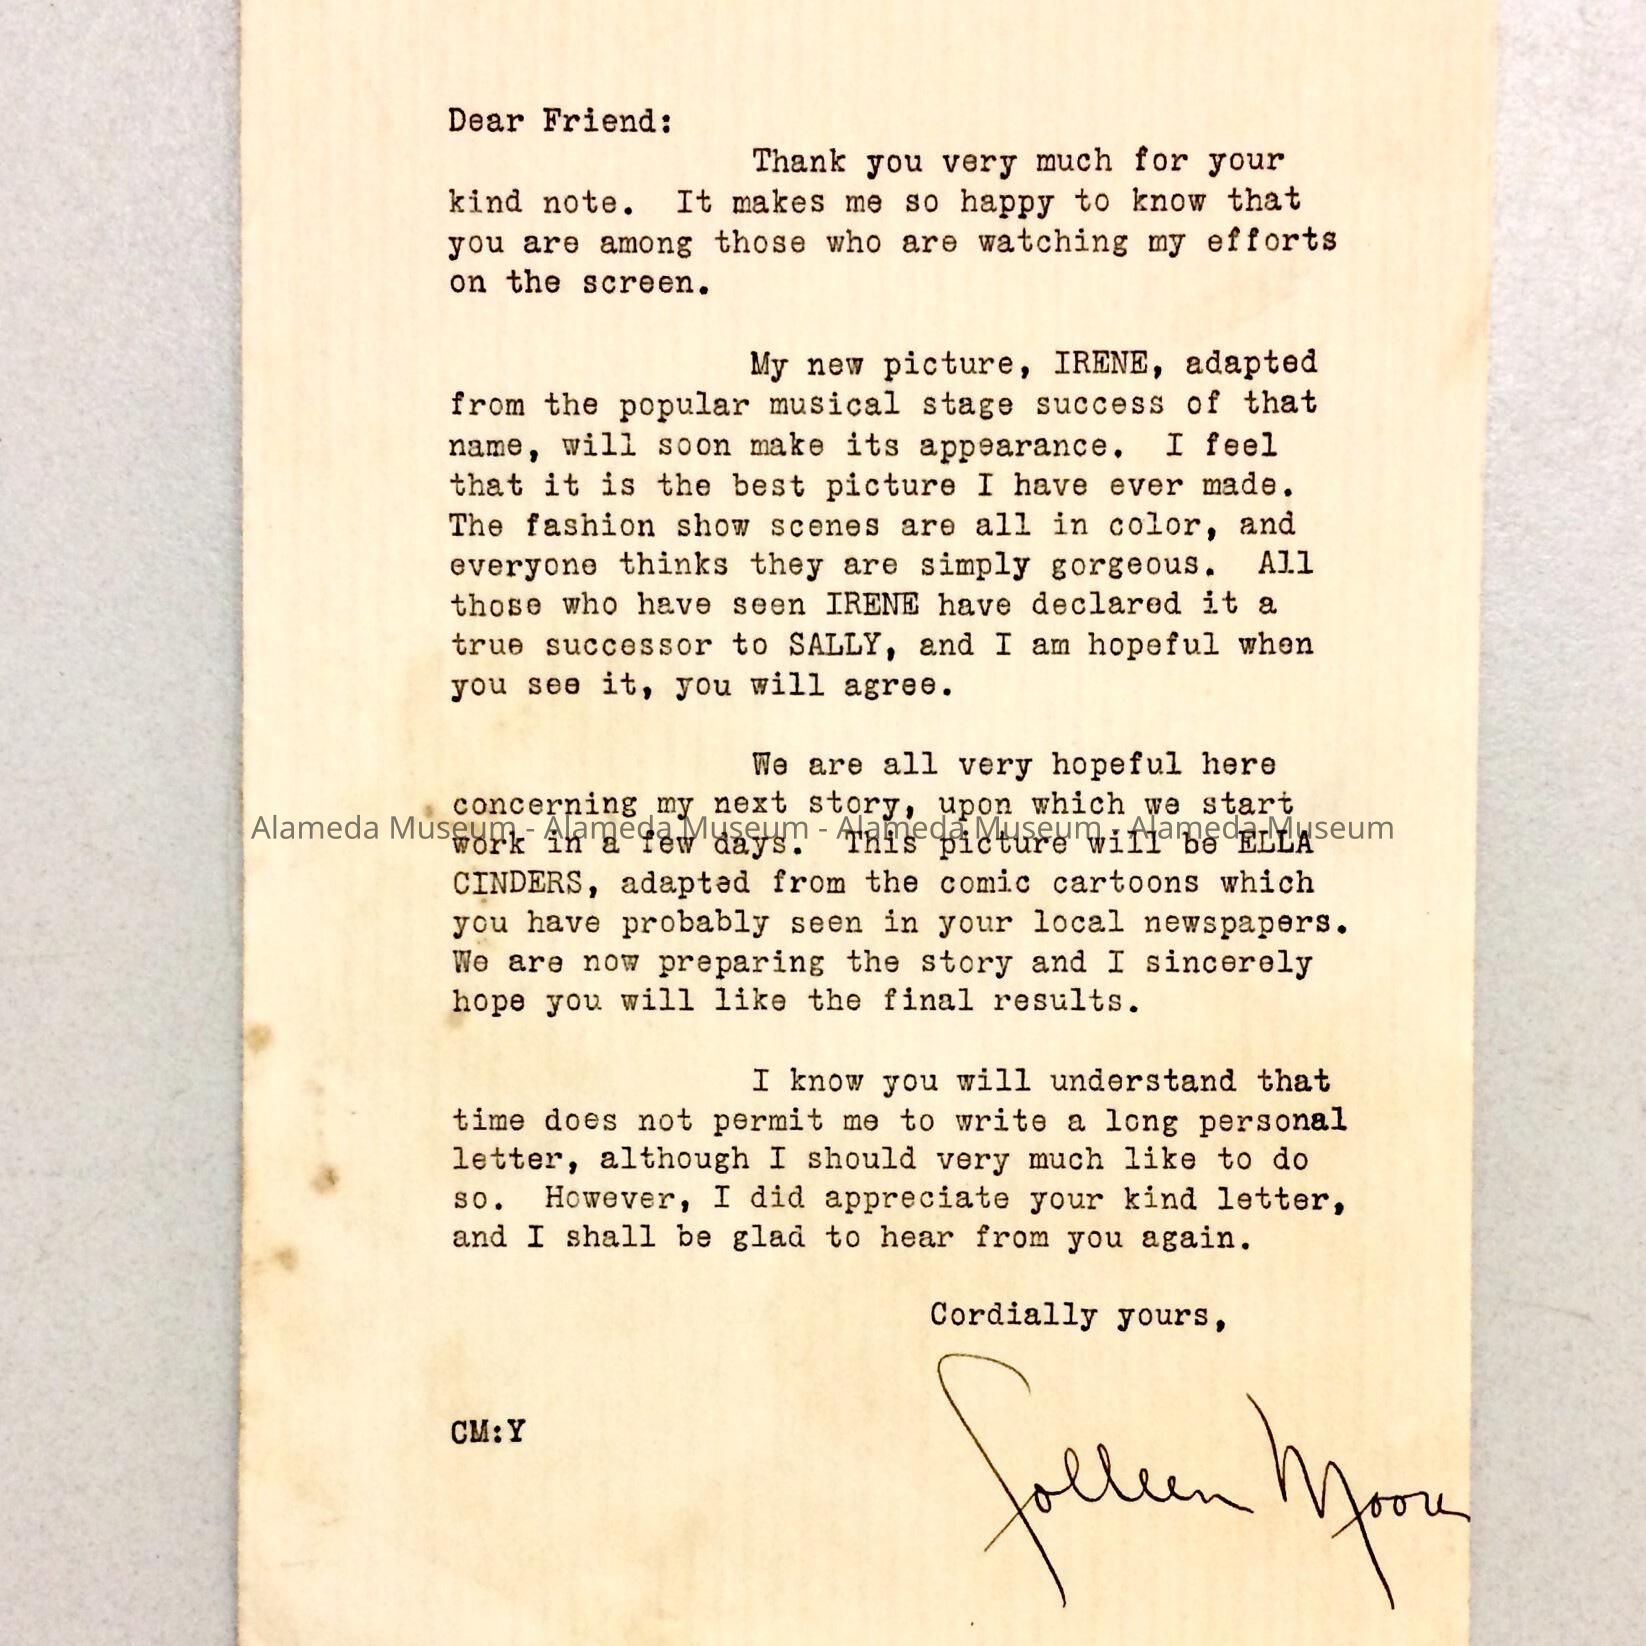 Dear Friend:
Thank you very much for your
kind note. It makes me so happy to know that
you are among those who are watching my efforts
on the screen.
My new picture, IRENE, adapted
from the popular musical stage success of that
name, will soon make its appearance. I feel
that it is the best picture I have ever made.
The fashion show scenes are all in color, and
everyone thinks they are simply gorgeous. All
those who have seen IRENE have declared it a
true successor to SALLY, and I am hopeful when
you see it, you will agree.
We are all very hopeful here
concerning my next story, upon which we start
Alameda Museum - Alameda Museum - Alameda Museum - Alameda Museum
work in a few days. This picture will be ELLA
CINDERS, adapted from the comic cartoons which
you have probably seen in your local newspapers.
We are now preparing the story and I sincerely
hope you will like the final results.
I know you will understand that
time does not permit me to write a long personal
letter, although I should very much like to do
so. However, I did appreciate your kind letter,
and I shall be glad to hear from you again.
Cordially yours,
CM:Y
Colleen Moore